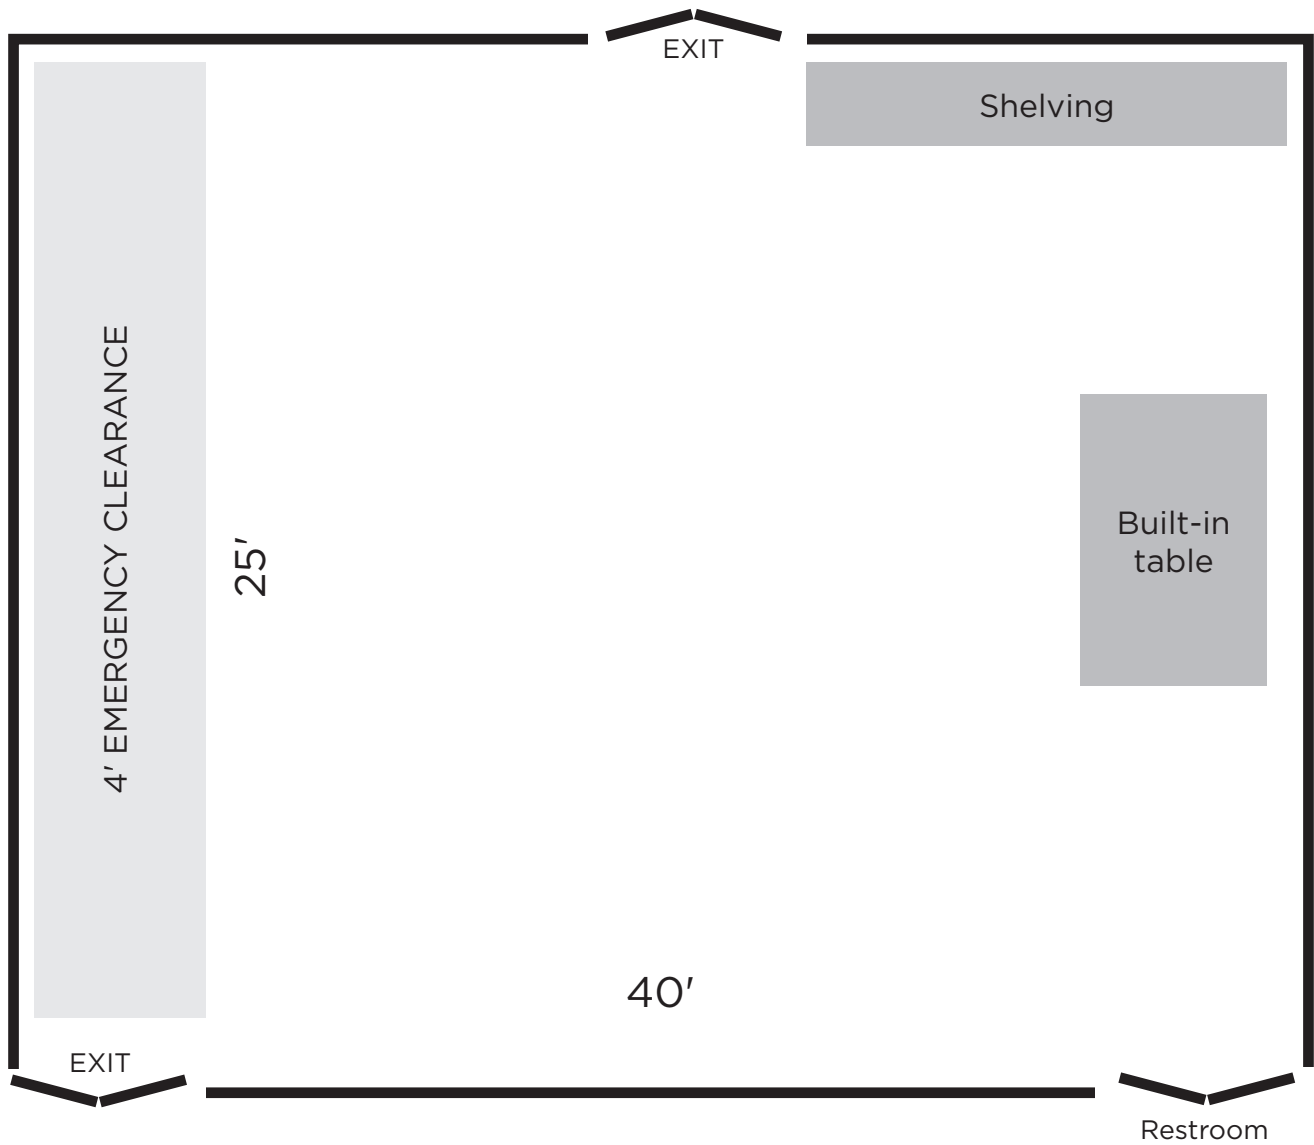 EXIT
Shelving
4' EMERGENCY CLEARANCE
25'
Built-in
table
40'
EXIT
Restroom